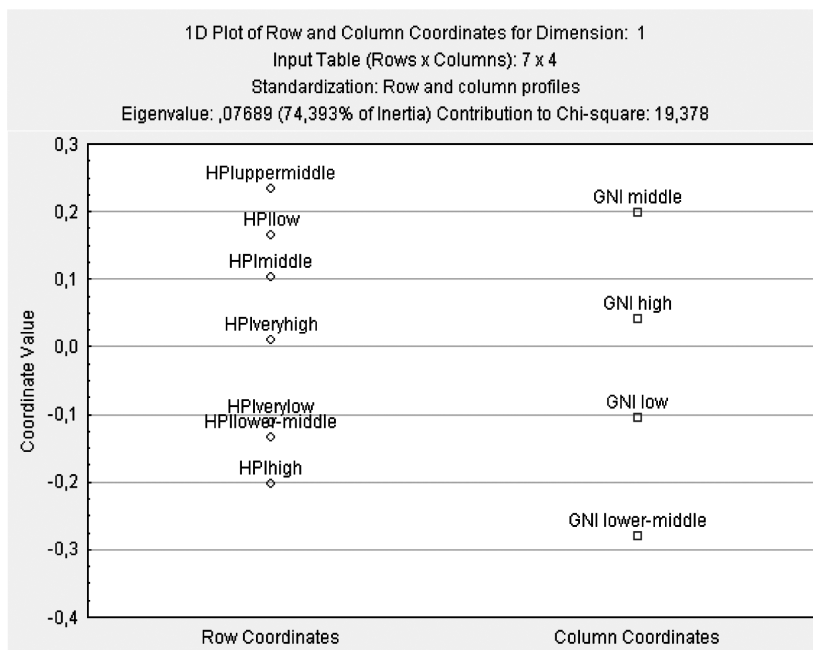 1D Plot of Row and Column Coordinates for Dimension: 1
Input Table (Rows x Columns): 7 x 4
Standardization: Row and column profiles
Eigenvalue: ,07689 (74,393% of Inertia) Contribution to Chi-square: 19,378
0,3
0,2
0,1
0,0
-0,1
-0,2
-0,3
-0,4
Coordinate Value
HPIuppermiddle
HPIlow
HPImiddle
HPIveryhigh
HPIverylow
HPIlower-middle
HPIhigh
GNI middle
GNI high
GNI low
GNI lower-middle
Row Coordinates
Column Coordinates